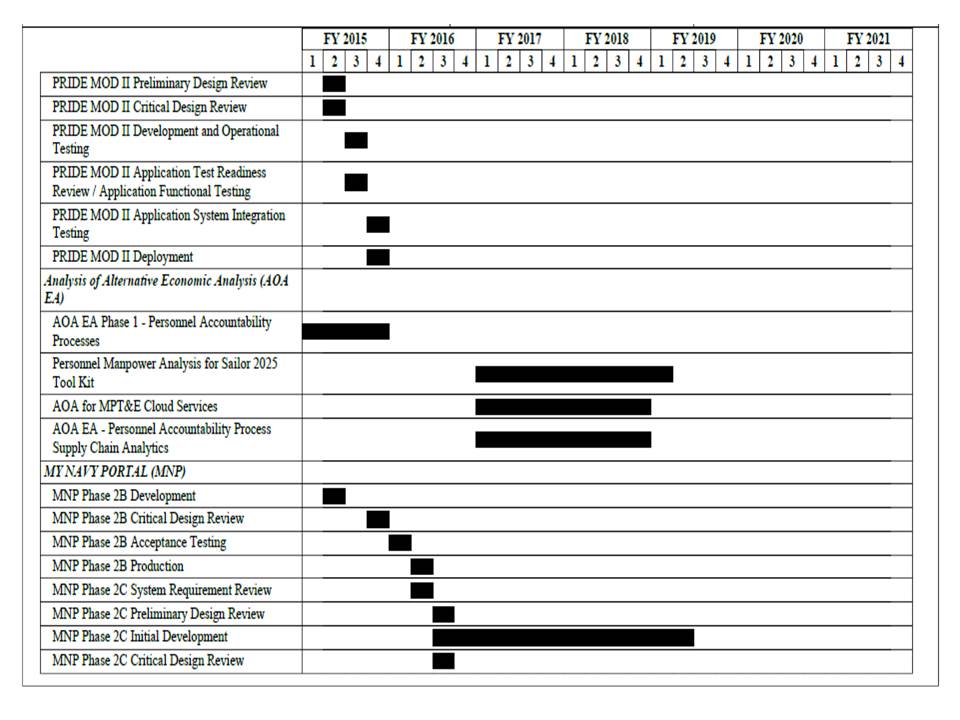 FY 2015 FY 2016 FY 2017 FY 2018 FY 2019 FY 2020 FY 2021
1 2 3 4 1 2 3 4 1 2 3 4 1 2 3 4 1 2 3 4 1 2 3 4 1 2 3 4
PRIDE MOD II Preliminary Design Review
PRIDE MOD II Critical Design Review
PRIDE MOD II Development and Operational
Testing
PRIDE MOD II Application Test Readiness
Review / Application Functional Testing
PRIDE MOD II Application System Integration
Testing
PRIDE MOD II Deployment
Analysis of Alternative Economic Analysis (AOA
EA)
AOA EA Phase 1 - Personnel Accountability
Processes
Personnel Manpower Analysis for Sailor 2025
Tool Kit
AOA for MPT&E Cloud Services
AOA EA - Personnel Accountability Process
Supply Chain Analytics
MY NAVY PORTAL (MNP)
MNP Phase 2B Development
MNP Phase 2B Critical Design Review
MNP Phase 2B Acceptance Testing
MNP Phase 2B Production
MNP Phase 2C System Requirement Review
MNP Phase 2C Preliminary Design Review
MNP Phase 2C Initial Development
MNP Phase 2C Critical Design Review